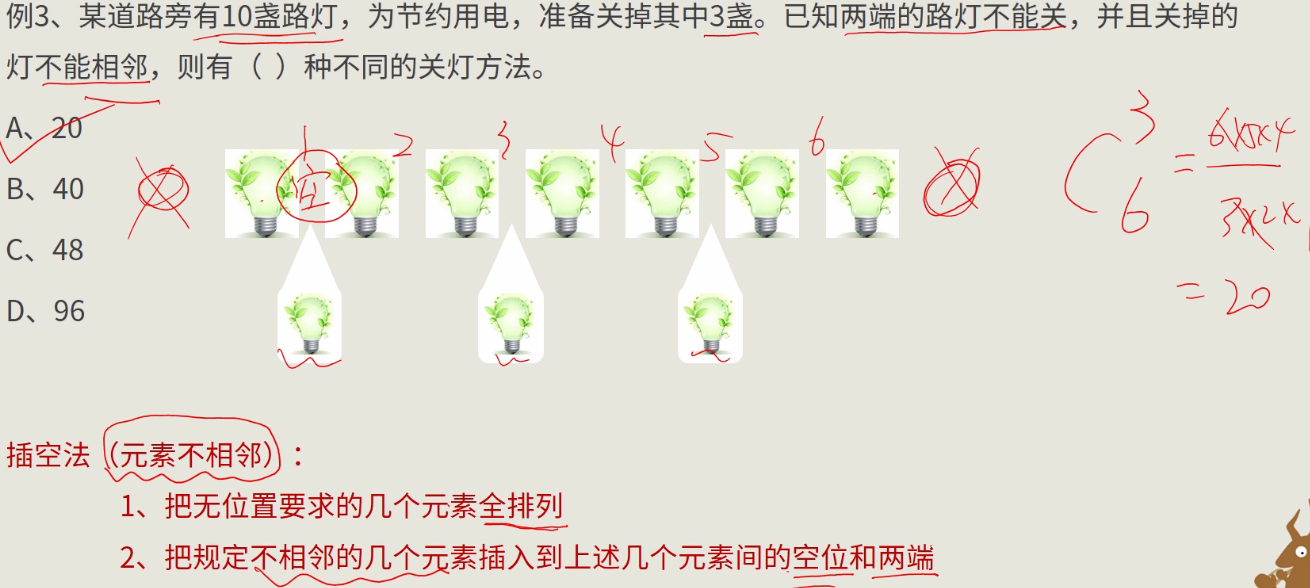 例3、某道路旁有10盏路灯，为节约用电，准备关掉其中3盏。已知两端的路灯不能关，并且关掉的
灯不能相邻，则有（ ）种不同的关灯方法。
A、20
B、40
C、48
D、96
1 2 3 4 5 6
空
C 3 6 = 6×5×4
3×2×
= 20
插空法（元素不相邻）：
1、把无位置要求的几个元素全排列
2、把规定不相邻的几个元素插入到上述几个元素间的空位和两端